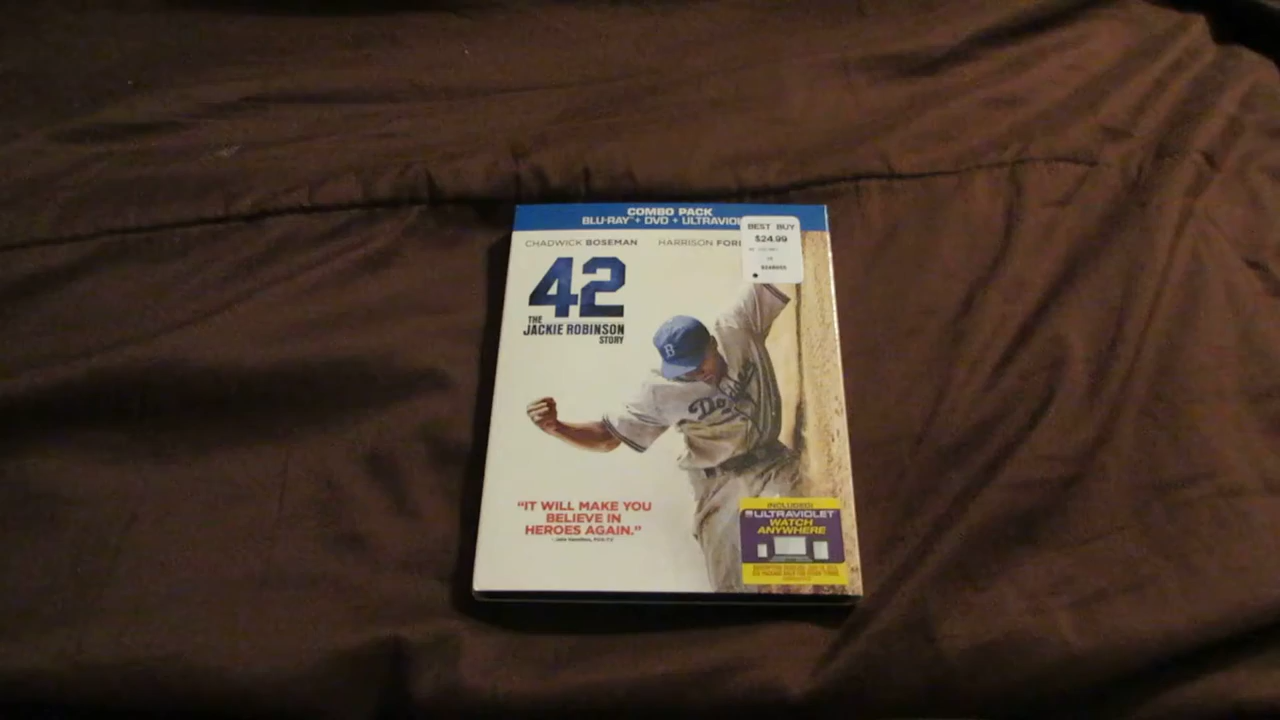 COMBO PACK
BLU-RAY + DVD + ULTRAVIO
BEST BUY
$24.99
CHADWICK BOSEMAN HARRISON FOR
42
THE
JACKIE ROBINSON
STORY
B
Dodgers
"IT WILL MAKE YOU
BELIEVE IN
HEROES AGAIN."
INCLUDES
ULTRAVIOLET
WATCH
ANYWHERE